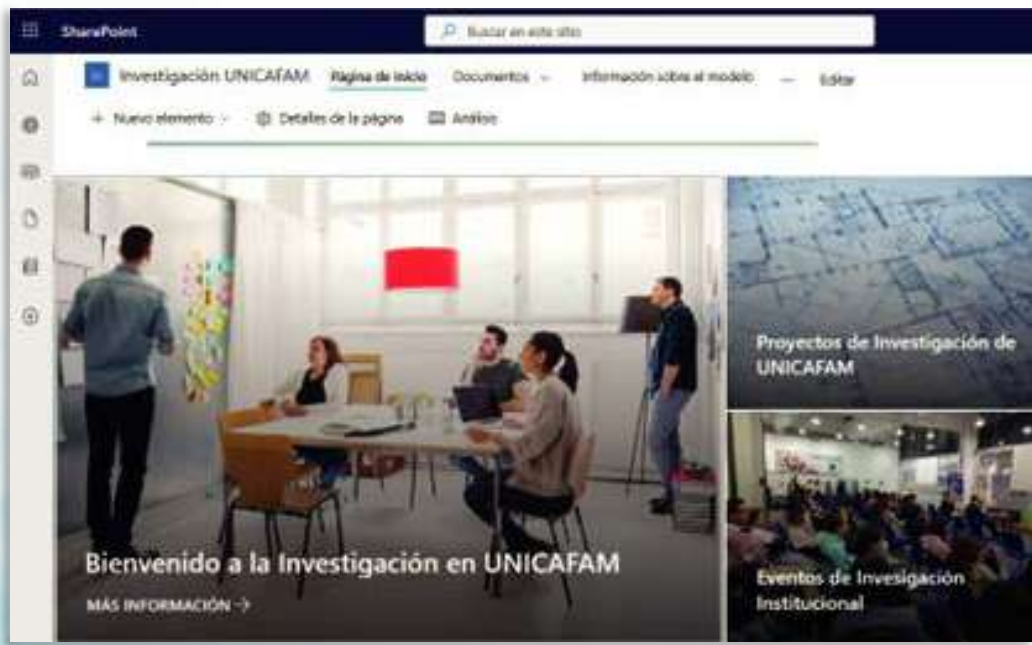 SharePoint
Buscar en este sitio
Investigación UNICAFAM Página de inicio Documentos Información sobre el modelo ... Editar
+ Nuevo elemento Detalles de la página Análisis
Proyectos de Investigación de
UNICAFAM
Bienvenido a la Investigación en UNICAFAM
MÁS INFORMACIÓN →
Eventos de Invesigación
Institucional